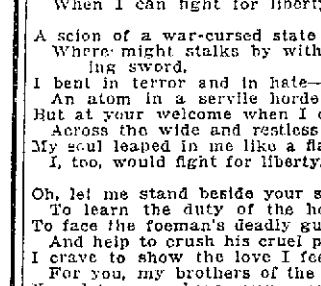 When I can fight for liberty
A scion of a war-cursed state
Where might stalks by with
ing sword,
I bent in terror and in hate—
An atom in a servile horde
But at your welcome when I
Across the wide and restless
My soul leaped in me like a
I, too, would fight for liberty.
Oh, let me stand beside your
To learn the duty of the
To face the foeman's deadly
And help to crush his cruel
I crave to show the love I
For you, my brothers of the